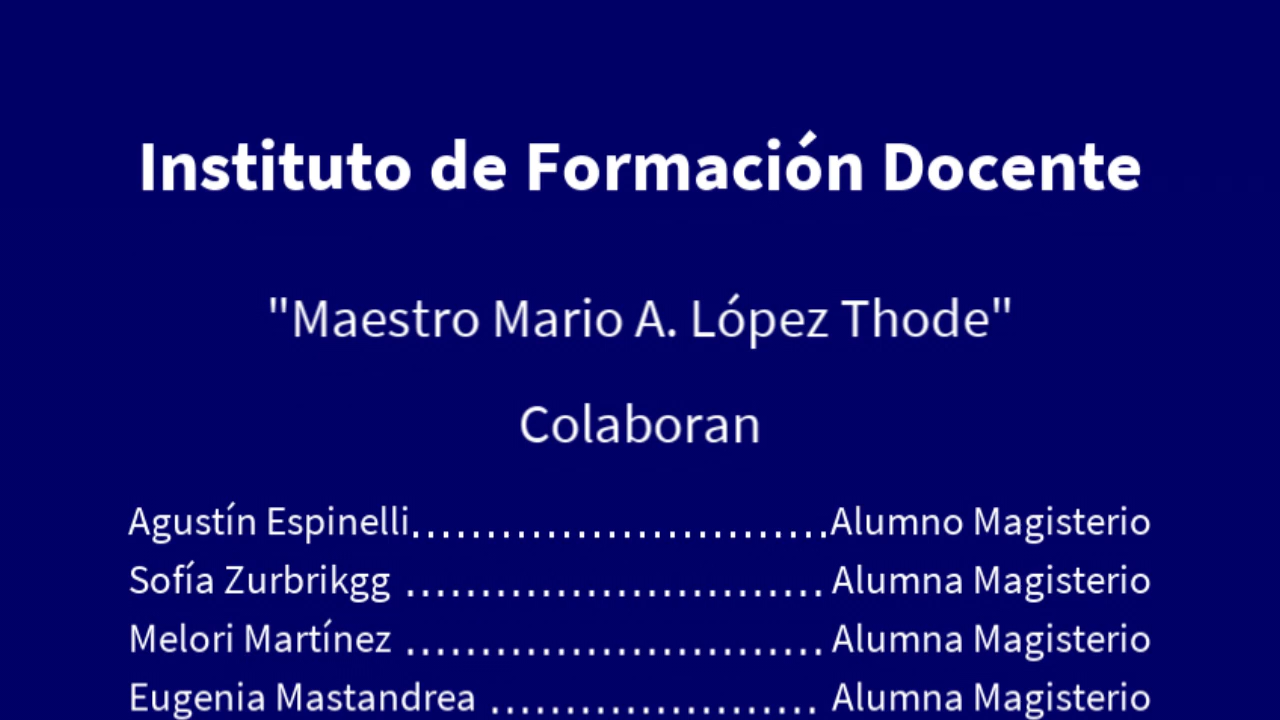 Instituto de Formación Docente
"Maestro Mario A. López Thode"
Colaboran
Agustín Espinelli............................Alumno Magisterio
Sofía Zurbrikgg ............................ Alumna Magisterio
Melori Martínez ............................ Alumna Magisterio
Eugenia Mastandrea ...................... Alumna Magisterio